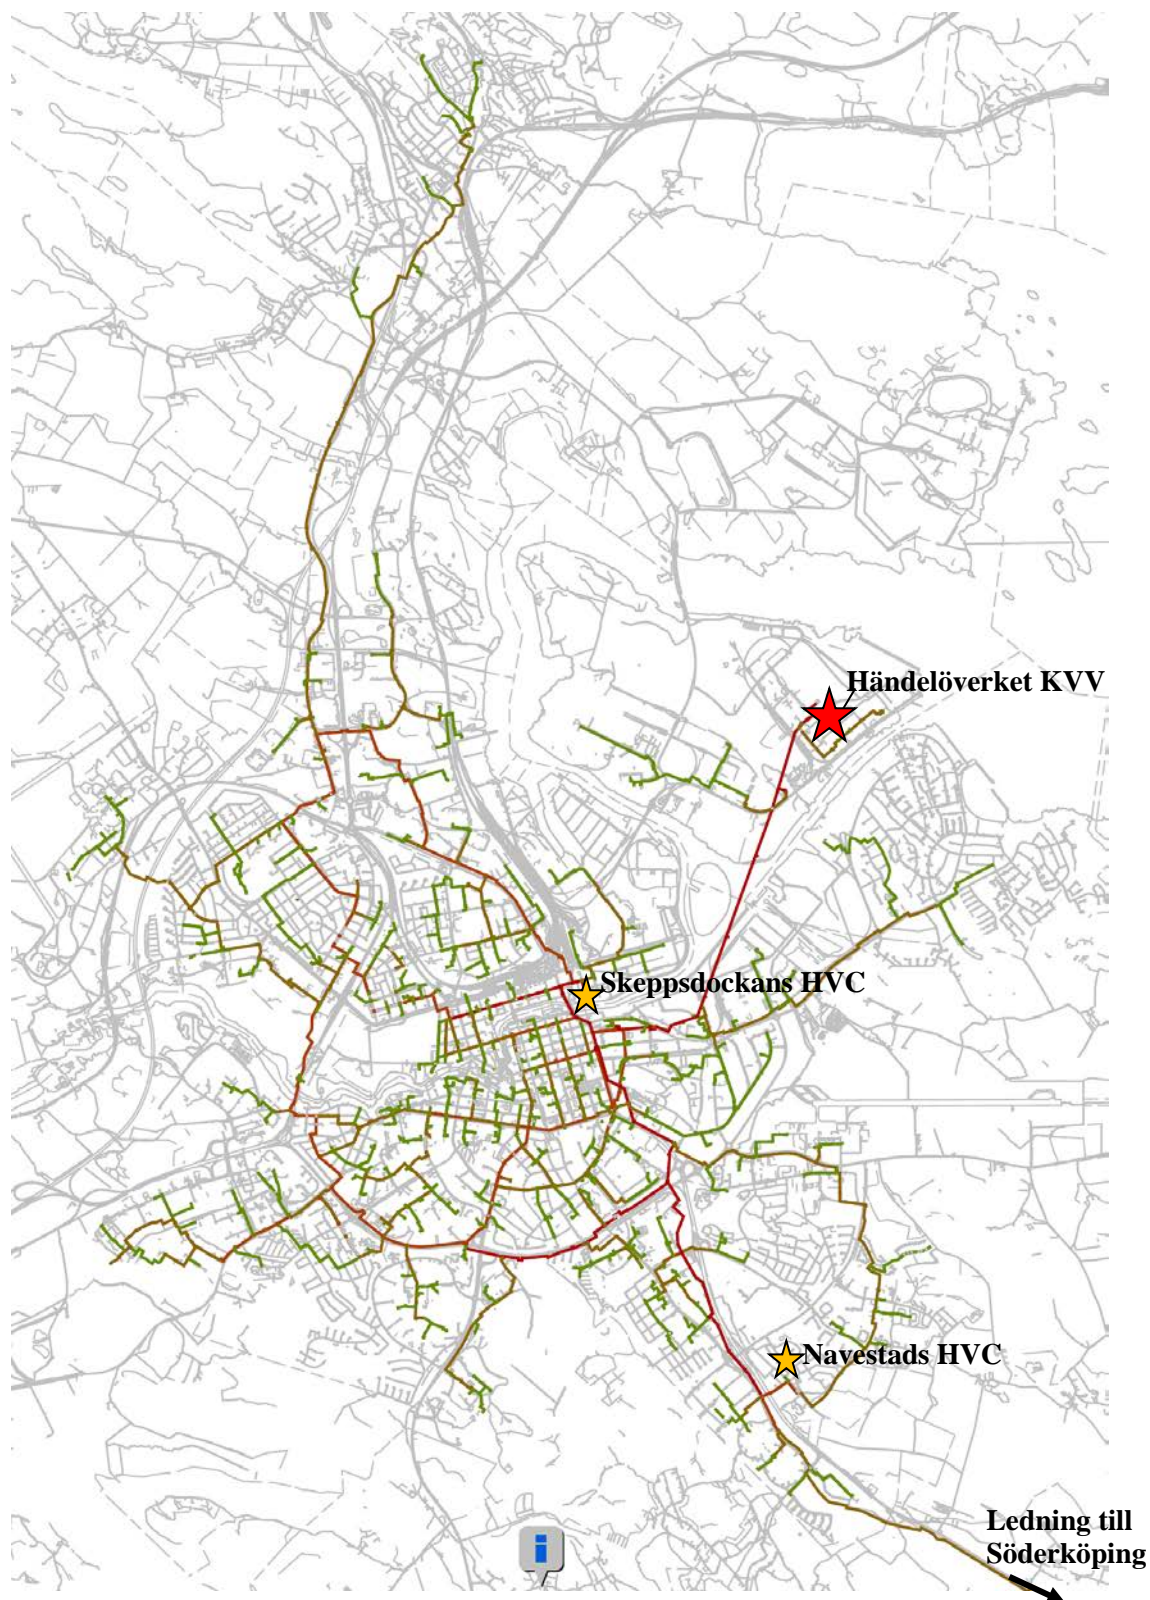 Händelöverket KVV
Skeppsdockans HVC
Navestads HVC
Ledning till
Söderköping